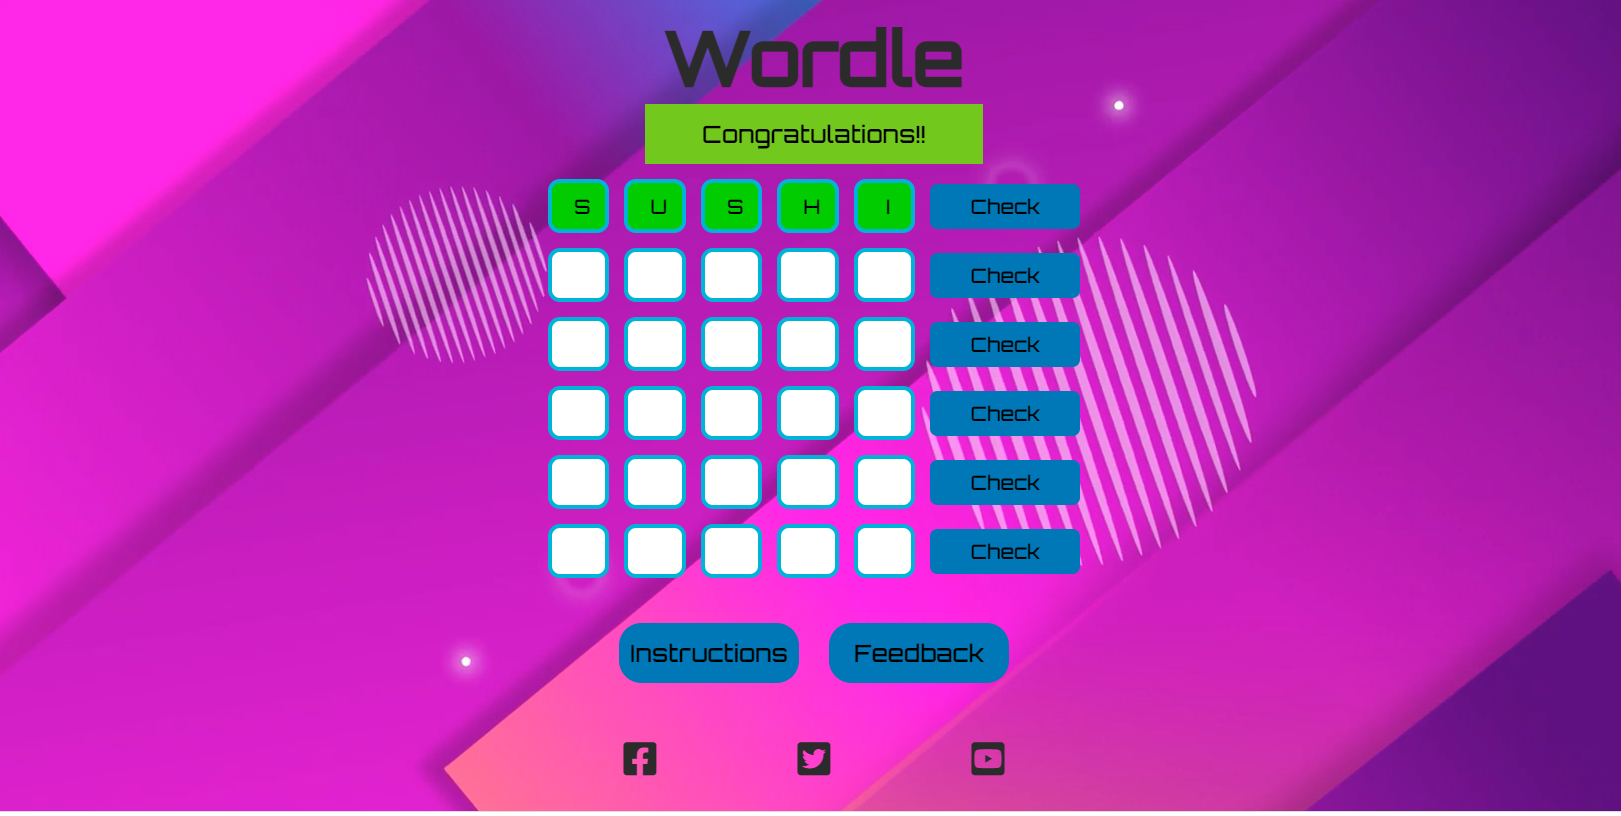 Wordle
Congratulations!!
S U S H I Check
Check
Check
Check
Check
Check
Instructions Feedback